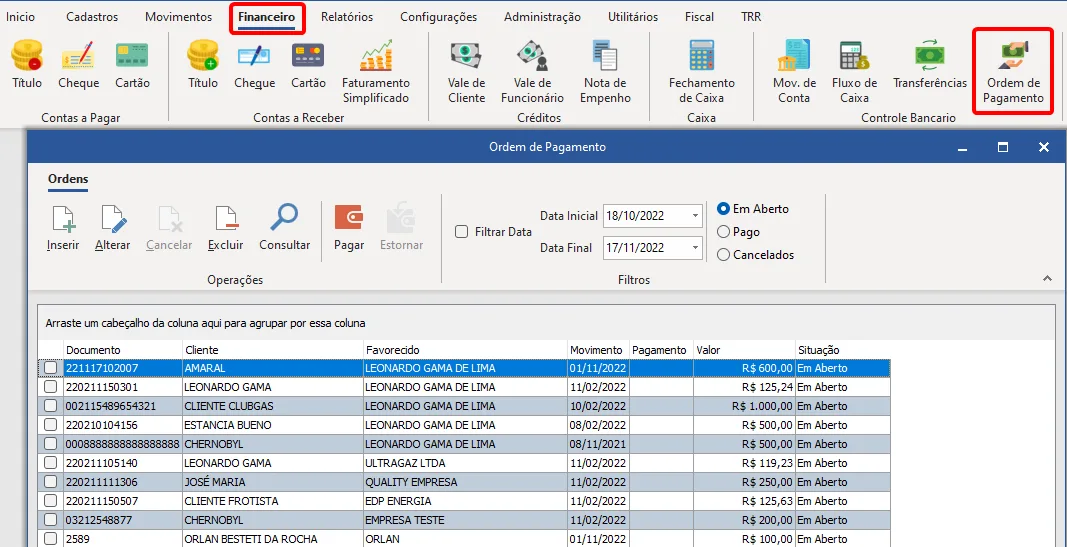 Inicio Cadastros Movimentos Financeiro Relatórios Configurações Administração Utilitários Fiscal TRR
Título Cheque Cartão
Contas a Pagar
Título Cheque Cartão Faturamento Simplificado
Contas a Receber
Vale de Cliente Vale de Funcionário Nota de Empenho
Créditos
Fechamento de Caixa
Caixa
Mov. de Conta Fluxo de Caixa Transferências Ordem de Pagamento
Controle Bancario
Ordem de Pagamento
Ordens
Inserir Alterar Cancelar Excluir Consultar Pagar Estornar
Operações
Filtrar Data
Data Inicial 18/10/2022
Data Final 17/11/2022
Em Aberto
Pago
Cancelados
Filtros
Arraste um cabeçalho da coluna aqui para agrupar por essa coluna
Documento Cliente Favorecido Movimento Pagamento Valor Situação
221117102007 AMARAL LEONARDO GAMA DE LIMA 01/11/2022 R$ 600,00 Em Aberto
220211150301 LEONARDO GAMA LEONARDO GAMA DE LIMA 11/02/2022 R$ 125,24 Em Aberto
002115489654321 CLIENTE CLUBGAS LEONARDO GAMA DE LIMA 10/02/2022 R$ 1.000,00 Em Aberto
220210104156 ESTANCIA BUENO LEONARDO GAMA DE LIMA 08/02/2022 R$ 500,00 Em Aberto
0008888888888888888 CHERNOBYL LEONARDO GAMA DE LIMA 08/11/2021 R$ 500,00 Em Aberto
220211105140 LEONARDO GAMA ULTRAGAZ LTDA 11/02/2022 R$ 119,23 Em Aberto
220211111306 JOSÉ MARIA QUALITY EMPRESA 11/02/2022 R$ 250,00 Em Aberto
220211150507 CLIENTE FROTISTA EDP ENERGIA 11/02/2022 R$ 125,63 Em Aberto
03212548877 CHERNOBYL EMPRESA TESTE 11/02/2022 R$ 200,00 Em Aberto
2589 ORLAN BESTETI DA ROCHA ORLAN 01/11/2022 R$ 100,00 Em Aberto